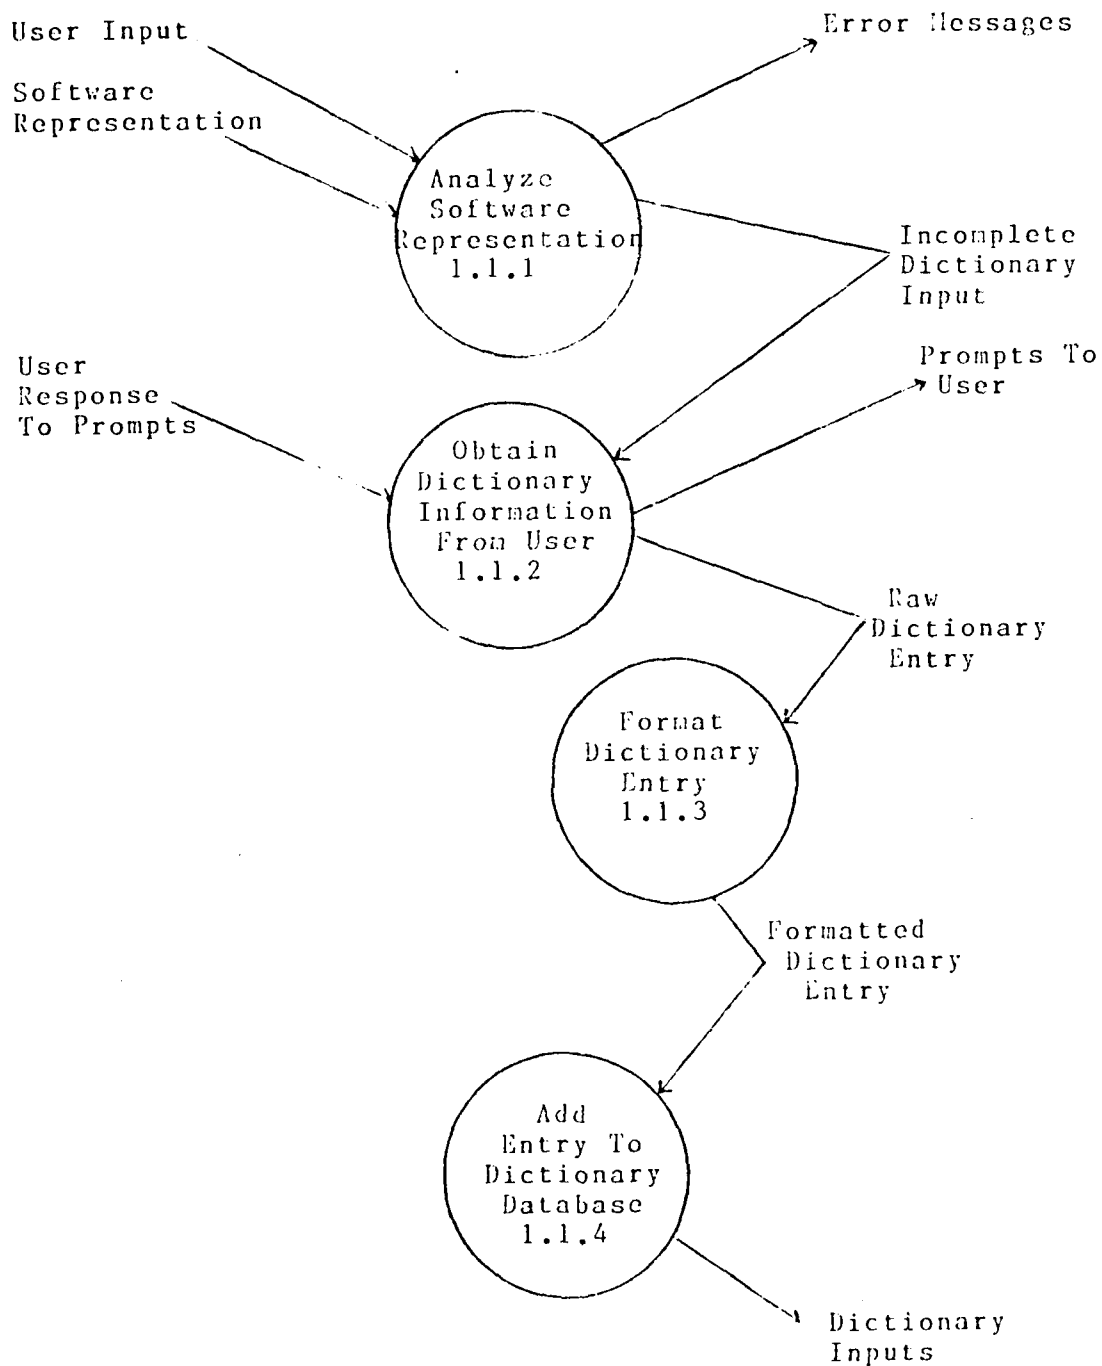 User Input
Error Messages
Software
Representation
Analyze
Software
Representation
1.1.1
Incomplete
Dictionary
Input
Prompts To
User
User
Response
To Prompts
Obtain
Dictionary
Information
From User
1.1.2
Raw
Dictionary
Entry
Format
Dictionary
Entry
1.1.3
Formatted
Dictionary
Entry
Add
Entry To
Dictionary
Database
1.1.4
Dictionary
Inputs